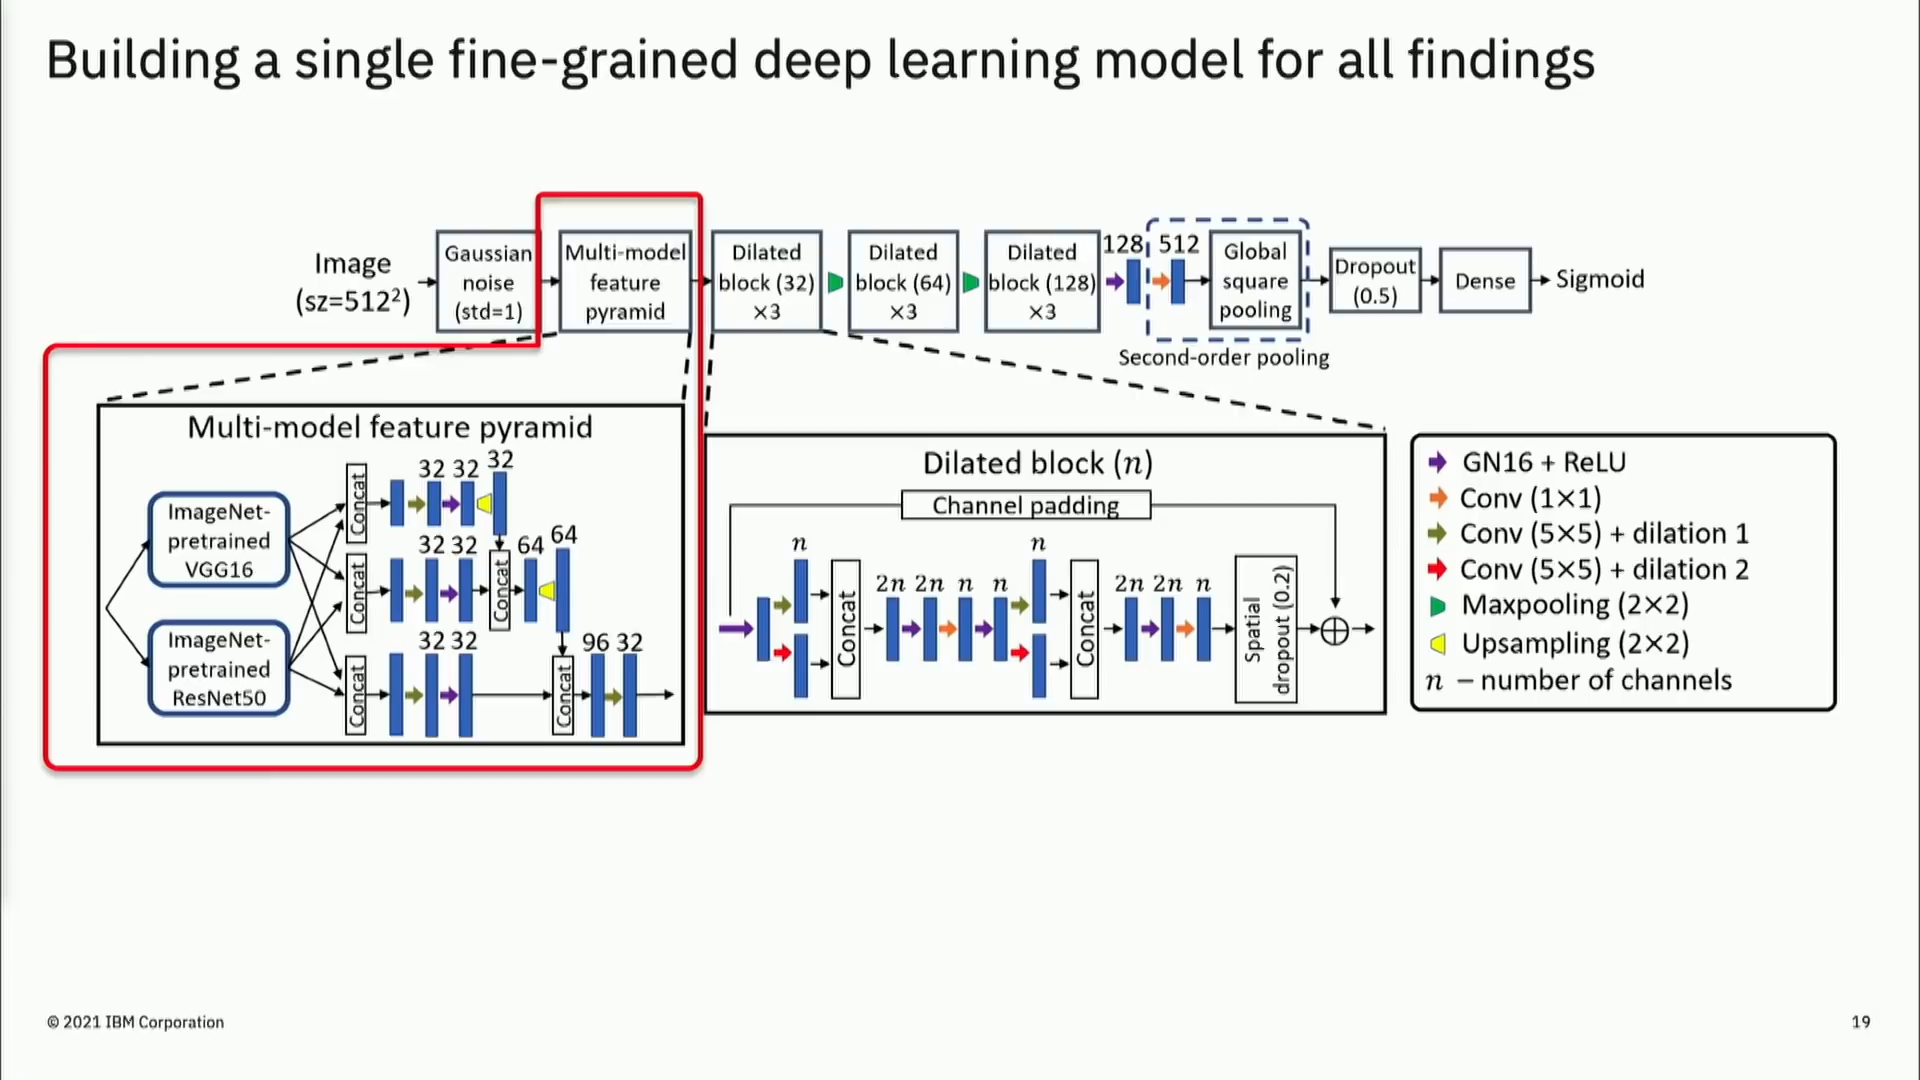 Building a single fine-grained deep learning model for all findings
Image
(sz=512²)
Gaussian
noise
(std=1)
Multi-model
feature
pyramid
Dilated
block (32)
×3
Dilated
block (64)
×3
Dilated
block (128)
×3
128
512
Global
square
pooling
Second-order pooling
Dropout
(0.5)
Dense
Sigmoid
Multi-model feature pyramid
ImageNet-
pretrained
VGG16
ImageNet-
pretrained
ResNet50
Concat
32 32 32
Concat
32 32
Concat
64 64
Concat
32 32
Concat
96 32
Dilated block (n)
Channel padding
n
Concat
2n 2n n n
n
Concat
2n 2n n
Spatial
dropout (0.2)
GN16 + ReLU
Conv (1×1)
Conv (5×5) + dilation 1
Conv (5×5) + dilation 2
Maxpooling (2×2)
Upsampling (2×2)
n – number of channels
© 2021 IBM Corporation
19